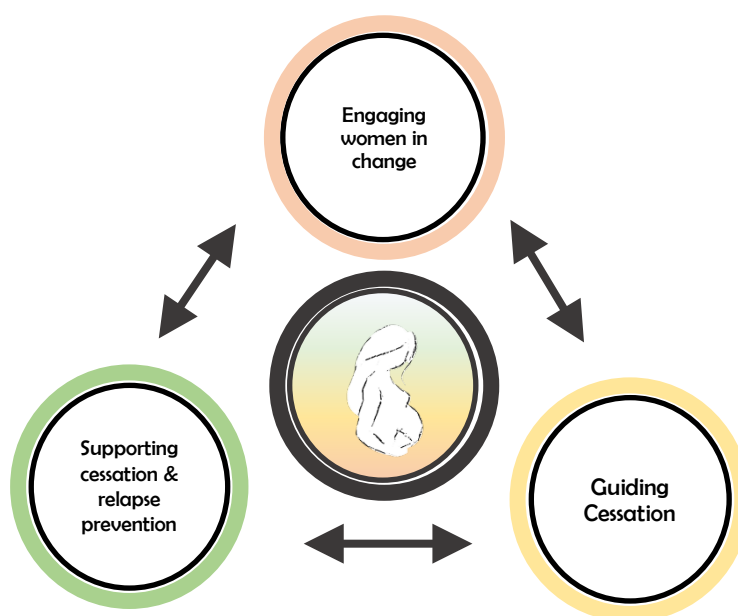 Engaging
women in
change
Supporting
cessation &
relapse
prevention
Guiding
Cessation